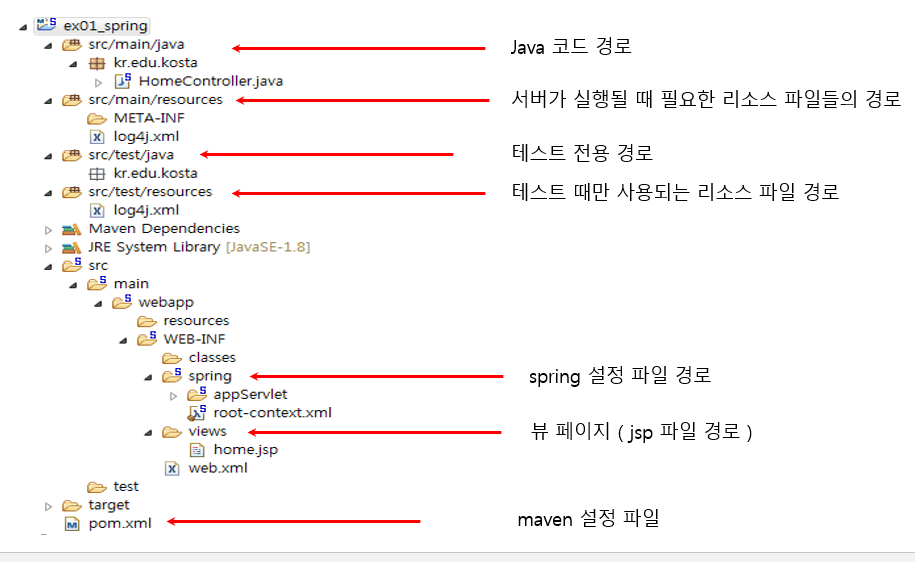 ex01_spring
src/main/java
Java 코드 경로
kr.edu.kosta
HomeController.java
src/main/resources
서버가 실행될 때 필요한 리소스 파일들의 경로
META-INF
log4j.xml
src/test/java
테스트 전용 경로
kr.edu.kosta
src/test/resources
테스트 때만 사용되는 리소스 파일 경로
log4j.xml
Maven Dependencies
JRE System Library [JavaSE-1.8]
src
main
webapp
resources
WEB-INF
classes
spring
spring 설정 파일 경로
appServlet
root-context.xml
views
뷰 페이지 ( jsp 파일 경로 )
home.jsp
web.xml
test
target
pom.xml
maven 설정 파일